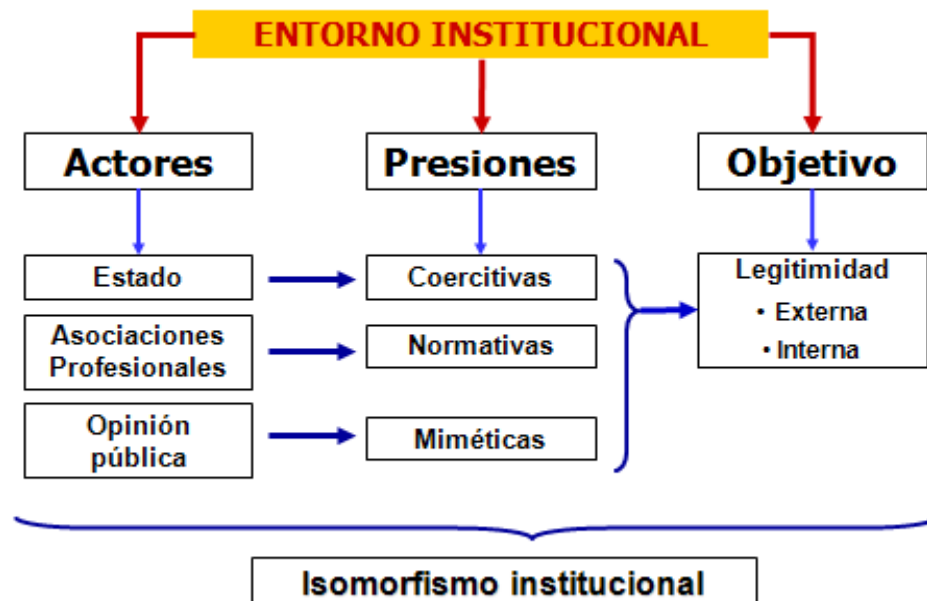 ENTORNO INSTITUCIONAL
Actores
Presiones
Objetivo
Estado
Coercitivas
Legitimidad
• Externa
• Interna
Asociaciones
Profesionales
Normativas
Opinión
pública
Miméticas
Isomorfismo institucional